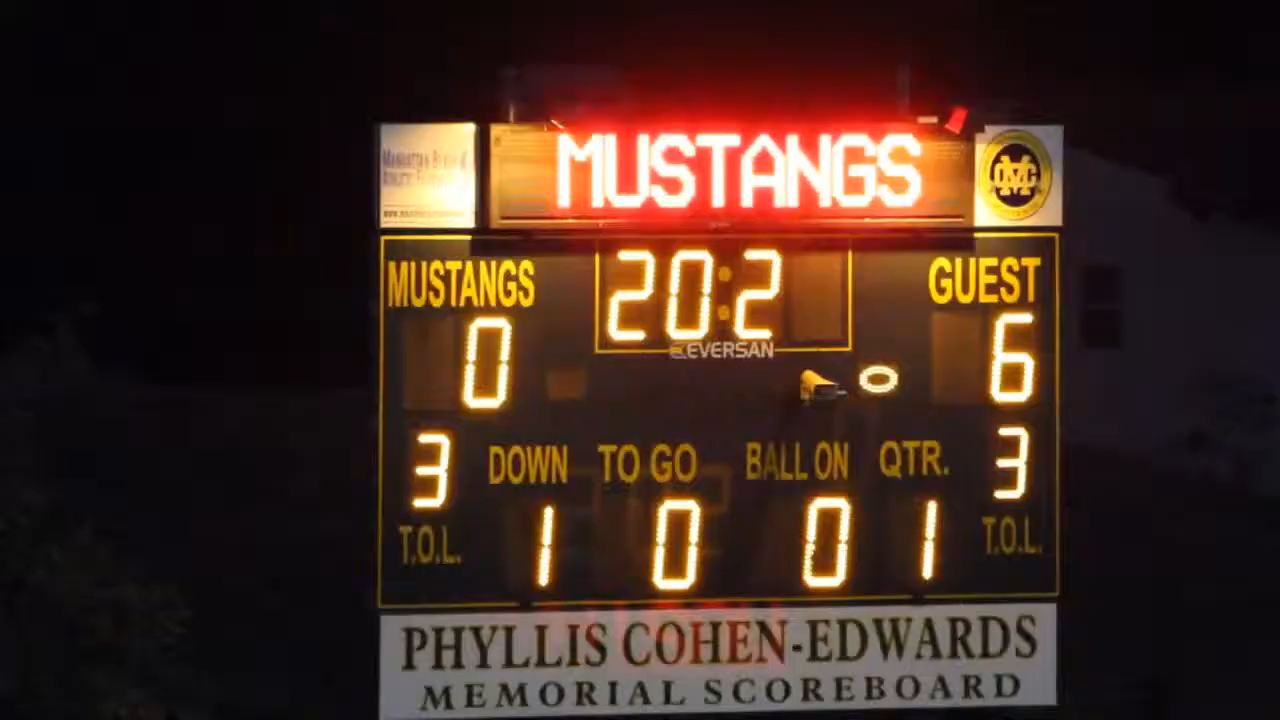 MUSTANGS
MUSTANGS
20:2
GUEST
0
EVERSAN
6
3
DOWN
TO GO
BALL ON
QTR.
3
T.O.L.
1
0
0
1
T.O.L.
PHYLLIS COHEN-EDWARDS
MEMORIAL SCOREBOARD